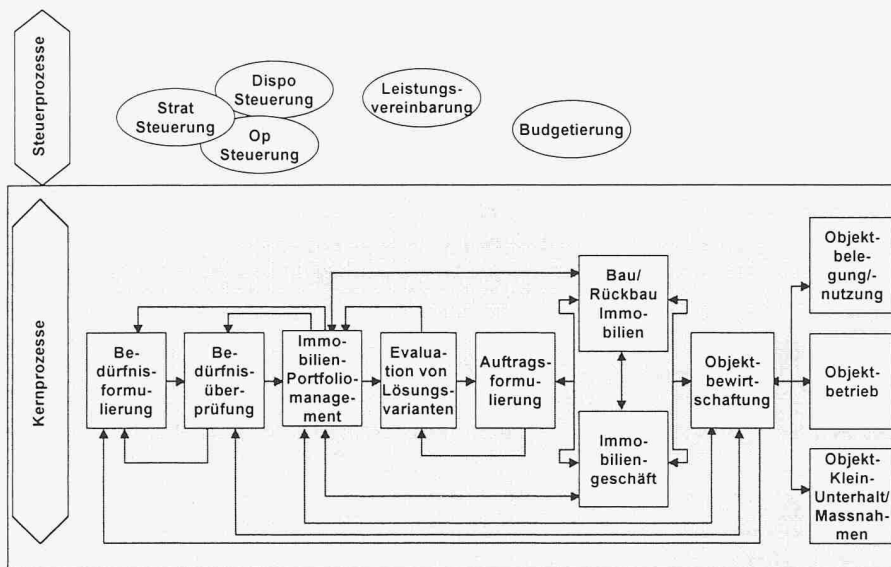 Steuerprozesse
Dispo
Steuerung
Strat
Steuerung
Op
Steuerung
Leistungs-
vereinbarung
Budgetierung
Kernprozesse
Be-
dürfnis-
formu-
lierung
Be-
dürfnis-
über-
prüfung
Immo-
bilien-
Portfolio-
manage-
ment
Evalua-
tion von
Lösungs-
varianten
Auftrags-
formu-
lierung
Bau/
Rückbau
Immo-
bilien
Immo-
bilien-
geschäft
Objekt-
bewirt-
schaftung
Objekt-
bele-
gung/-
nutzung
Objekt-
betrieb
Objekt-
Klein-
Unterhalt/
Massnah-
men